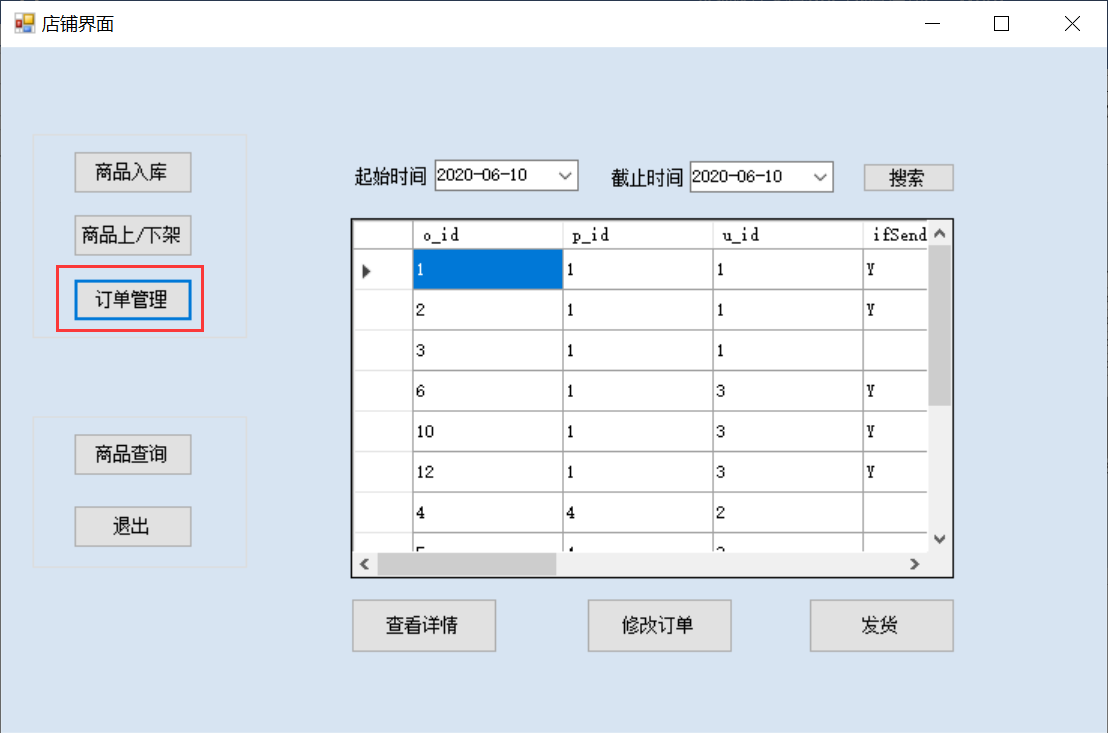 店铺界面
商品入库
商品上/下架
订单管理
商品查询
退出
起始时间 2020-06-10 截止时间 2020-06-10 搜索
o_id p_id u_id ifSend
1 1 1 Y
2 1 1 Y
3 1 1
6 1 3 Y
10 1 3 Y
12 1 3 Y
4 4 2
查看详情 修改订单 发货